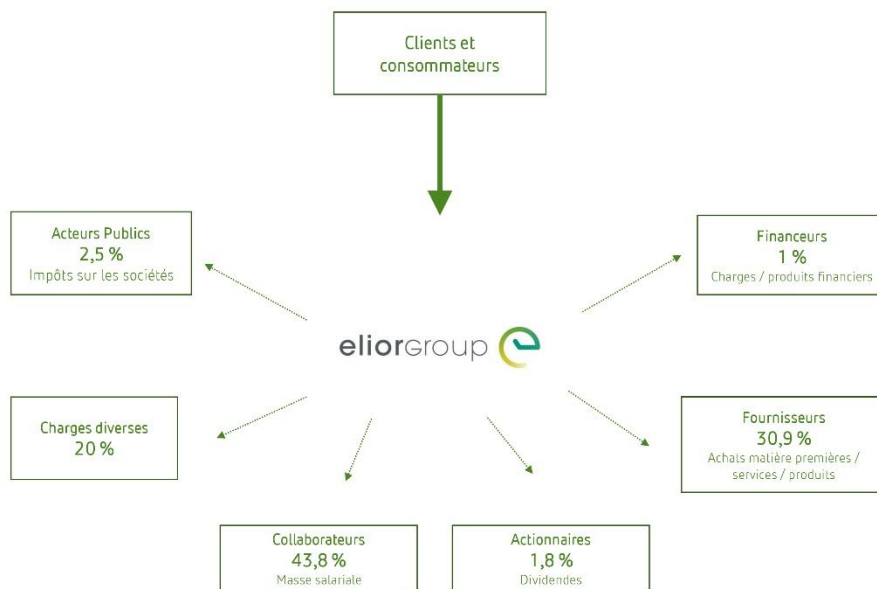 Clients et
consommateurs
Acteurs Publics
2,5 %
Impôts sur les sociétés
Financeurs
1 %
Charges / produits financiers
eliorGroup
Charges diverses
20 %
Fournisseurs
30,9 %
Achats matière premières /
services / produits
Collaborateurs
43,8 %
Masse salariale
Actionnaires
1,8 %
Dividendes